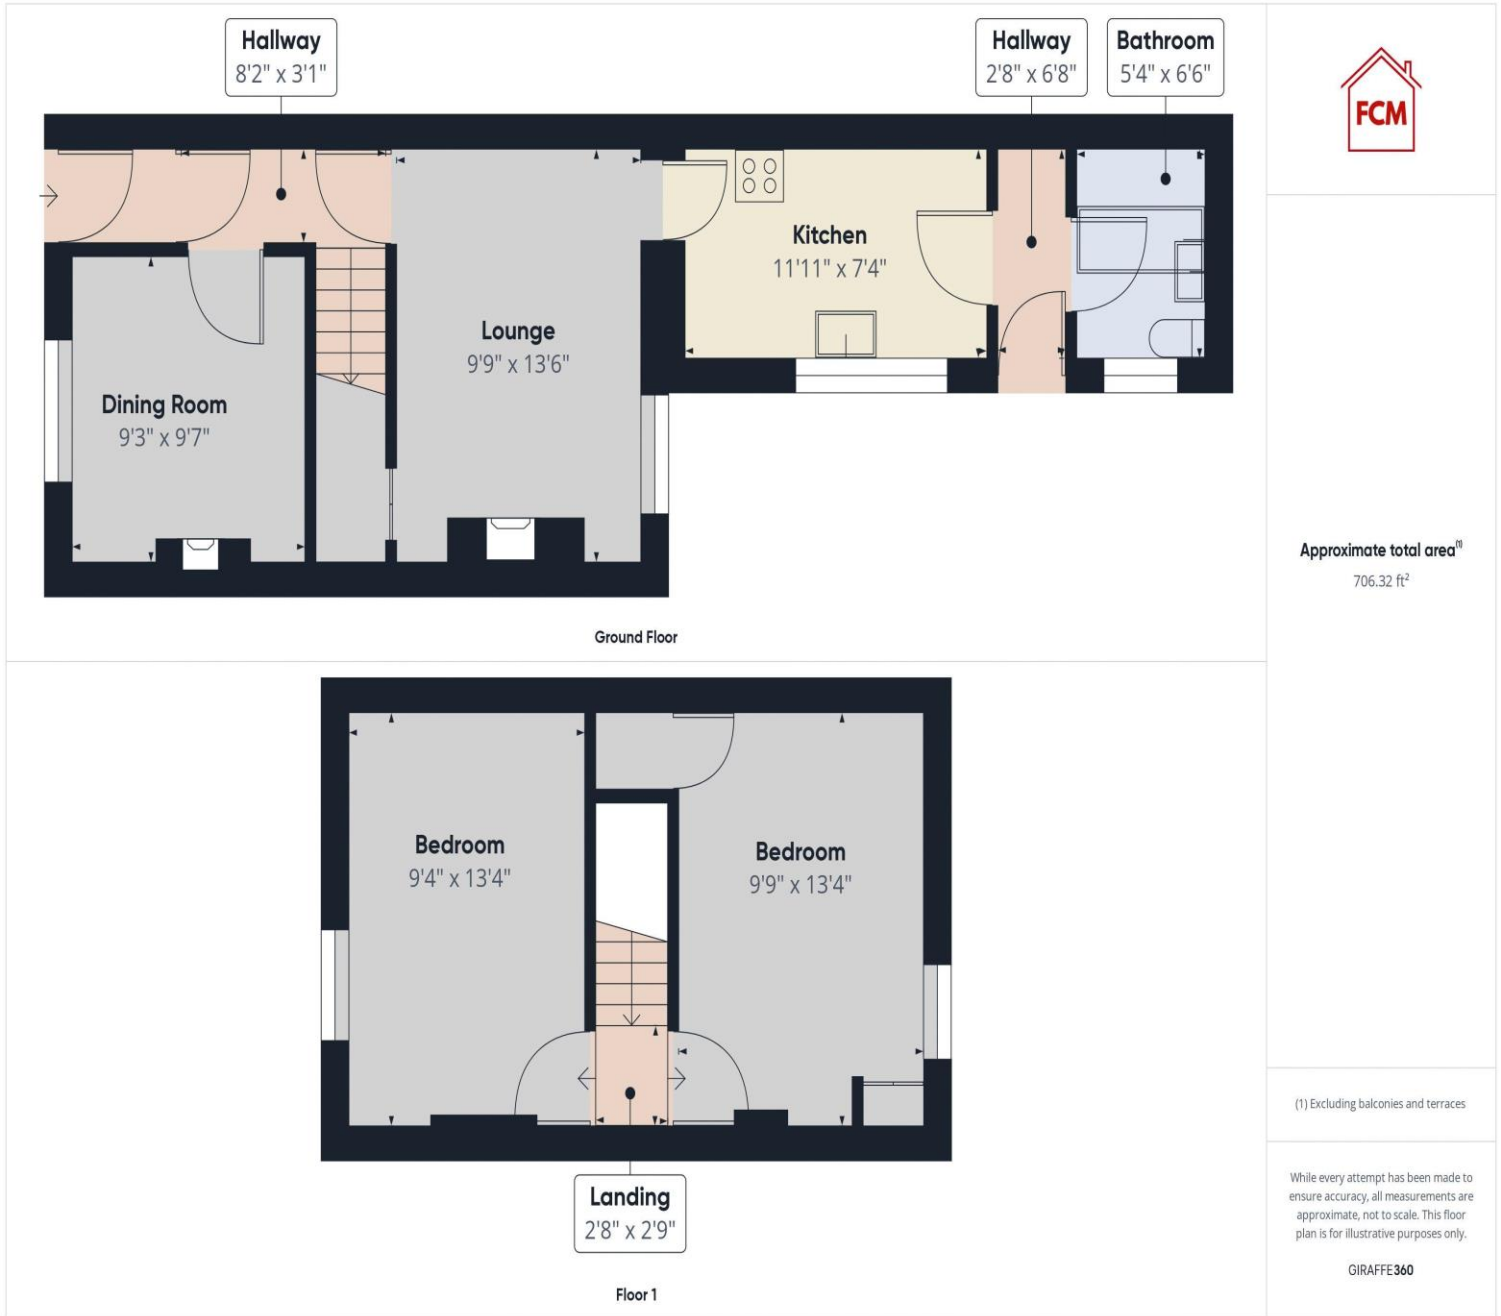 Hallway
8'2" x 3'1"
Hallway
2'8" x 6'8"
Bathroom
5'4" x 6'6"
Kitchen
11'11" x 7'4"
Lounge
9'9" x 13'6"
Dining Room
9'3" x 9'7"
Ground Floor
Bedroom
9'4" x 13'4"
Bedroom
9'9" x 13'4"
Landing
2'8" x 2'9"
Floor 1
FCM
Approximate total area⁽¹⁾
706.32 ft²
(1) Excluding balconies and terraces
While every attempt has been made to
ensure accuracy, all measurements are
approximate, not to scale. This floor
plan is for illustrative purposes only.
GIRAFFE360